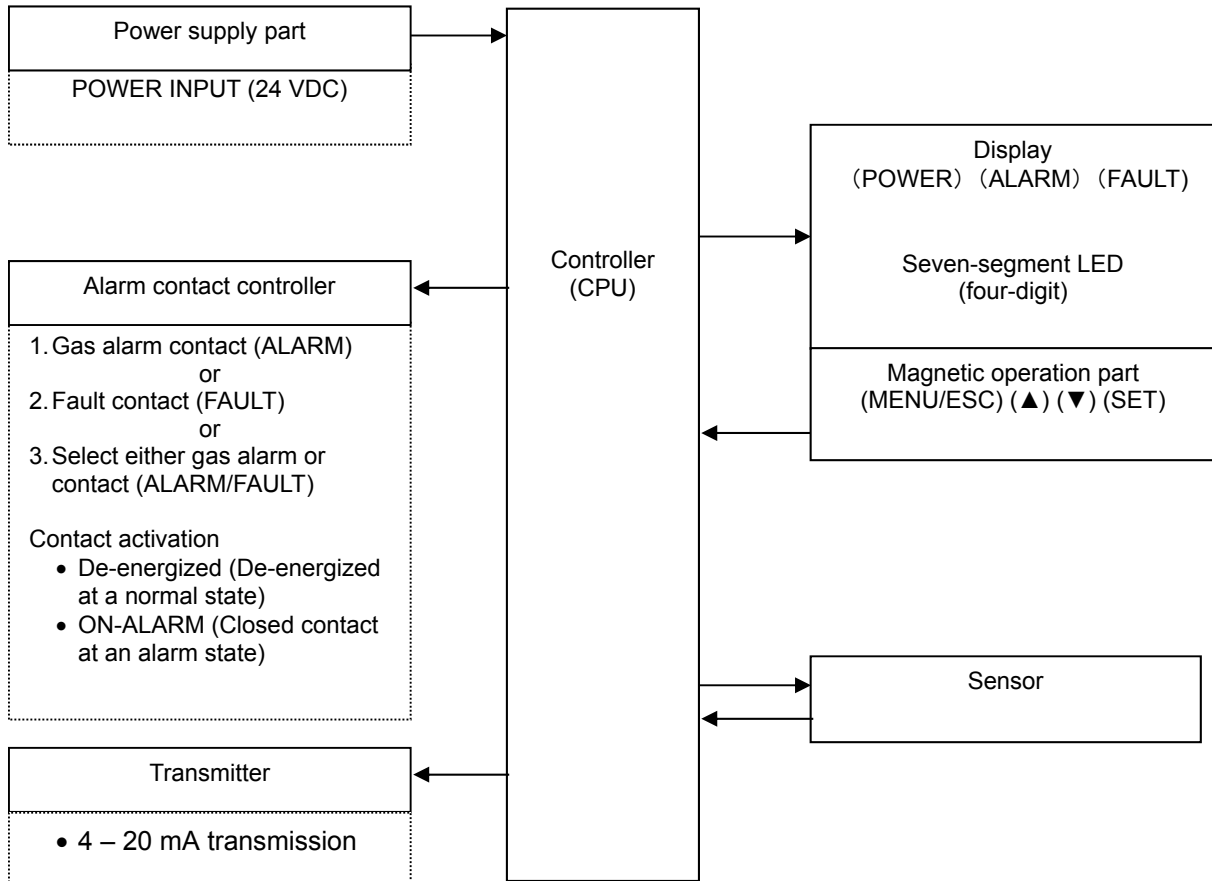 Power supply part
POWER INPUT (24 VDC)
Alarm contact controller
1. Gas alarm contact (ALARM)
or
2. Fault contact (FAULT)
or
3. Select either gas alarm or
contact (ALARM/FAULT)
Contact activation
• De-energized (De-energized
at a normal state)
• ON-ALARM (Closed contact
at an alarm state)
Transmitter
• 4 – 20 mA transmission
Controller
(CPU)
Display
（POWER）（ALARM）（FAULT)
Seven-segment LED
(four-digit)
Magnetic operation part
(MENU/ESC) (▲) (▼) (SET)
Sensor